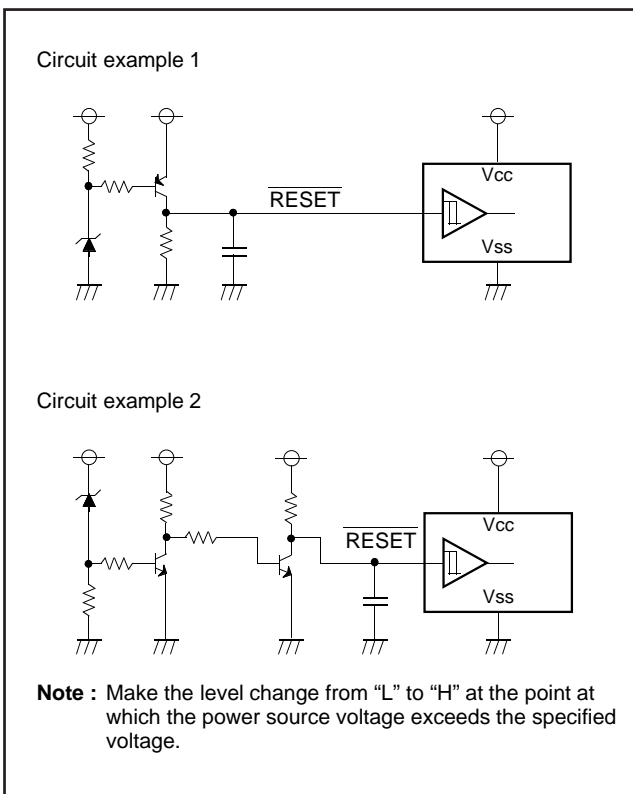 Circuit example 1
RESET
Vcc
Vss
Circuit example 2
RESET
Vcc
Vss
Note : Make the level change from “L” to “H” at the point at
which the power source voltage exceeds the specified
voltage.